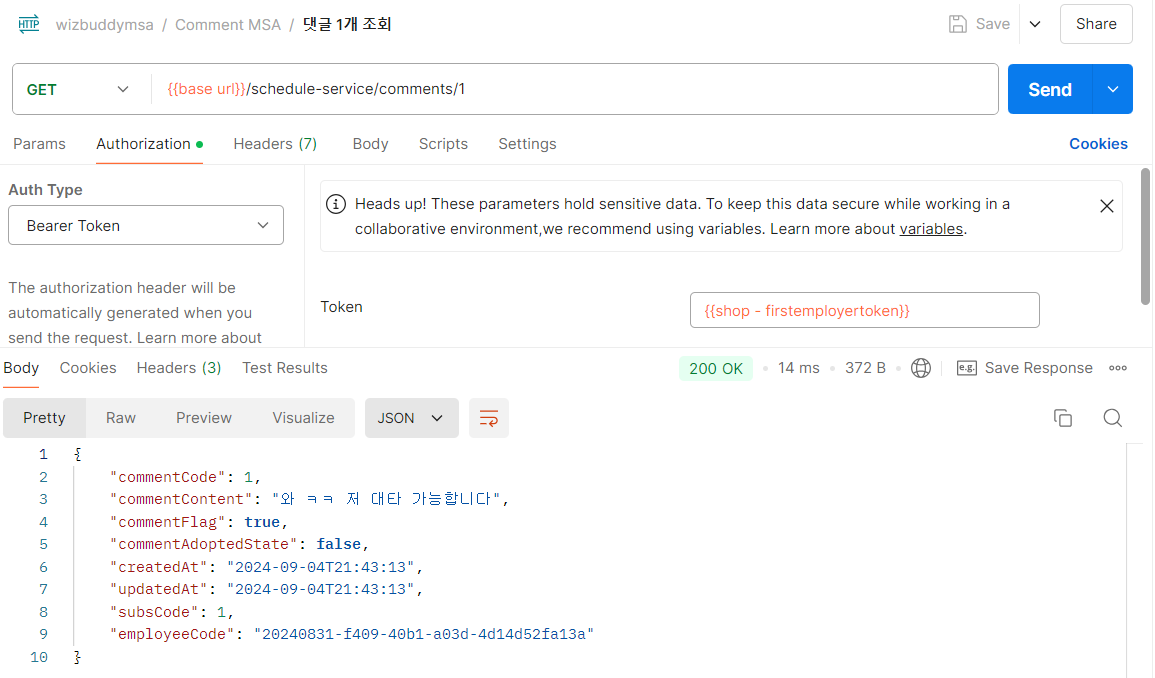 HTTP wizbuddymsa / Comment MSA / 댓글 1개 조회 Save Share
GET {{base url}}/schedule-service/comments/1 Send
Params Authorization Headers (7) Body Scripts Settings Cookies
Auth Type
Bearer Token
The authorization header will be
automatically generated when you
send the request. Learn more about
Heads up! These parameters hold sensitive data. To keep this data secure while working in a
collaborative environment,we recommend using variables. Learn more about variables.
Token {{shop - firstemployertoken}}
Body Cookies Headers (3) Test Results 200 OK 14 ms 372 B e.g. Save Response
Pretty Raw Preview Visualize JSON
1 {
2 "commentCode": 1,
3 "commentContent": "와 ㅋㅋ 저 대타 가능합니다",
4 "commentFlag": true,
5 "commentAdoptedState": false,
6 "createdAt": "2024-09-04T21:43:13",
7 "updatedAt": "2024-09-04T21:43:13",
8 "subsCode": 1,
9 "employeeCode": "20240831-f409-40b1-a03d-4d14d52fa13a"
10 }